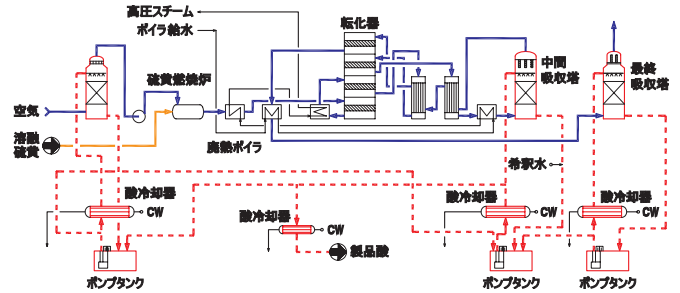 高圧スチーム
ボイラ給水
転化器
硫黄燃焼炉
中間
吸収塔
最終
吸収塔
空気
溶融
硫黄
廃熱ボイラ
希釈水
酸冷却器
CW
酸冷却器
CW
製品酸
酸冷却器
CW
酸冷却器
CW
ポンプタンク
ポンプタンク
ポンプタンク